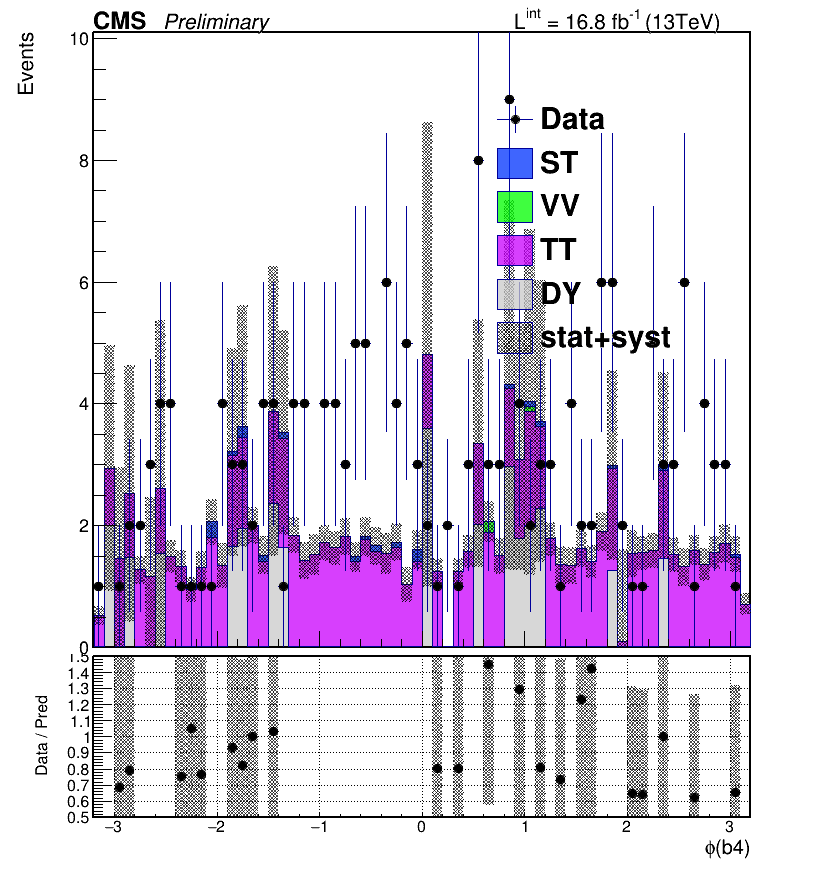 CMS Preliminary L^int = 16.8 fb^-1 (13TeV)
Events
10
8
6
4
2
0
Data
ST
VV
TT
DY
stat+syst
Data / Pred
1.5
1.4
1.3
1.2
1.1
1
0.9
0.8
0.7
0.6
0.5
−3 −2 −1 0 1 2 3
ϕ(b4)